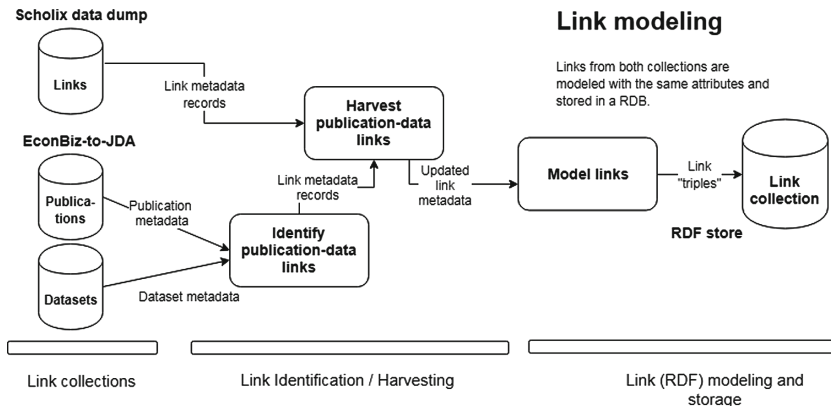 Scholix data dump
Links
Link metadata
records
EconBiz-to-JDA
Publica-
tions
Publication
metadata
Datasets
Dataset metadata
Identify
publication-data
links
Link metadata
records
Harvest
publication-data
links
Updated
link
metadata
Link modeling
Links from both collections are
modeled with the same attributes and
stored in a RDB.
Model links
Link
"triples"
Link
collection
RDF store
Link collections
Link Identification / Harvesting
Link (RDF) modeling and
storage